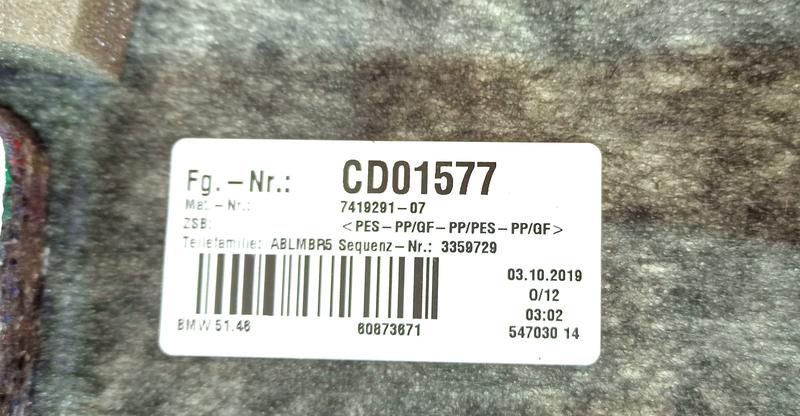 Fg.-Nr.: CD01577
Mat.-Nr.: 7419291-07
ZSB: <PES-PP/GF-PP/PES-PP/GF>
Teilefamilie: ABLMBR5 Sequenz-Nr.: 3359729
03.10.2019
0/12
03:02
BMW 51.46 60873671 547030 14